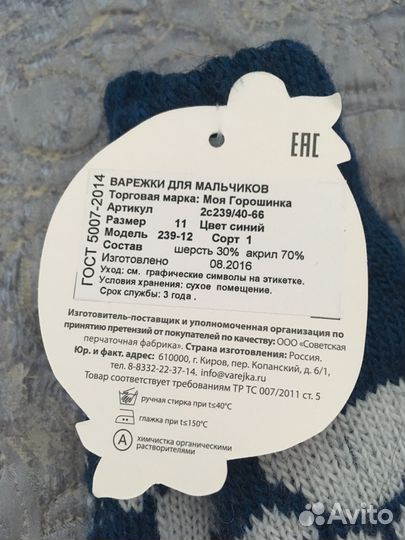 EAC
ГОСТ 5007-2014
ВАРЕЖКИ ДЛЯ МАЛЬЧИКОВ
Торговая марка: Моя Горошинка
Артикул 2с239/40-66
Размер 11 Цвет синий
Модель 239-12 Сорт 1
Состав шерсть 30% акрил 70%
Изготовлено 08.2016
Уход: см. графические символы на этикетке.
Условия хранения: сухое помещение.
Срок службы: 3 года .
Изготовитель-поставщик и уполномоченная организация по
принятию претензий от покупателей по качеству: ООО «Советская
перчаточная фабрика». Страна изготовления: Россия.
Юр. и факт. адрес: 610000, г. Киров, пер. Копанский, д. 6/1,
тел. 8-8332-22-37-14. info@varejka.ru
Товар соответствует требованиям ТР ТС 007/2011 ст. 5
ручная стирка при t≤40°C
глажка при t≤150°C
A химчистка органическими
растворителями
Avito